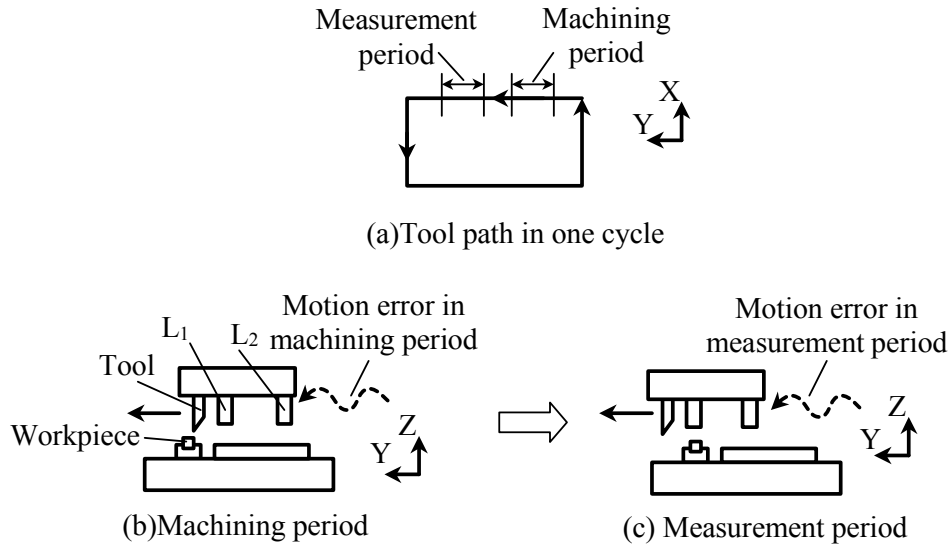 Measurement period
Machining period
X
Y
(a)Tool path in one cycle
Motion error in machining period
L1
L2
Tool
Workpiece
Z
Y
(b)Machining period
Motion error in measurement period
Z
Y
(c) Measurement period